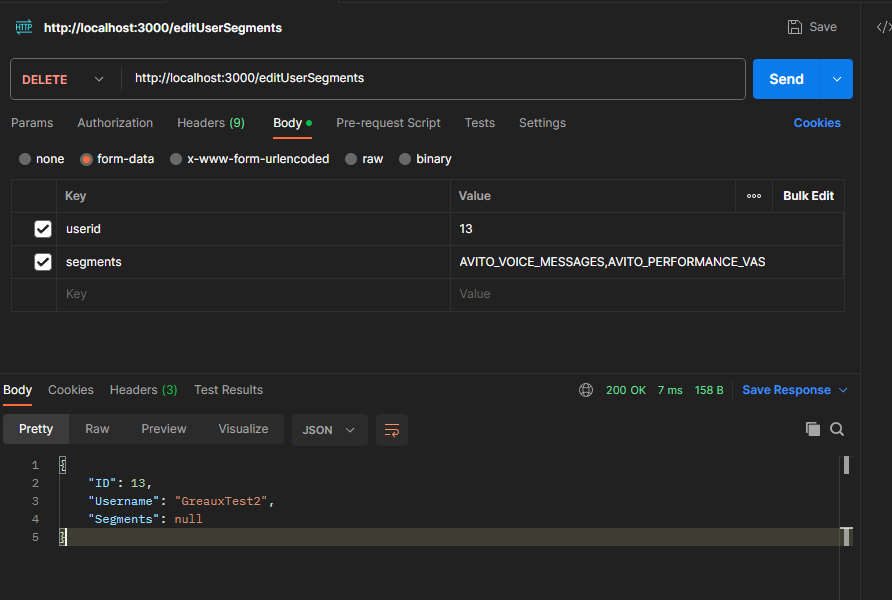 HTTP http://localhost:3000/editUserSegments Save </>
DELETE http://localhost:3000/editUserSegments Send
Params Authorization Headers (9) Body Pre-request Script Tests Settings Cookies
none form-data x-www-form-urlencoded raw binary
Key Value ooo Bulk Edit
userid 13
segments AVITO_VOICE_MESSAGES,AVITO_PERFORMANCE_VAS
Key Value
Body Cookies Headers (3) Test Results 200 OK 7 ms 158 B Save Response
Pretty Raw Preview Visualize JSON
1 {
2 "ID": 13,
3 "Username": "GreauxTest2",
4 "Segments": null
5 }